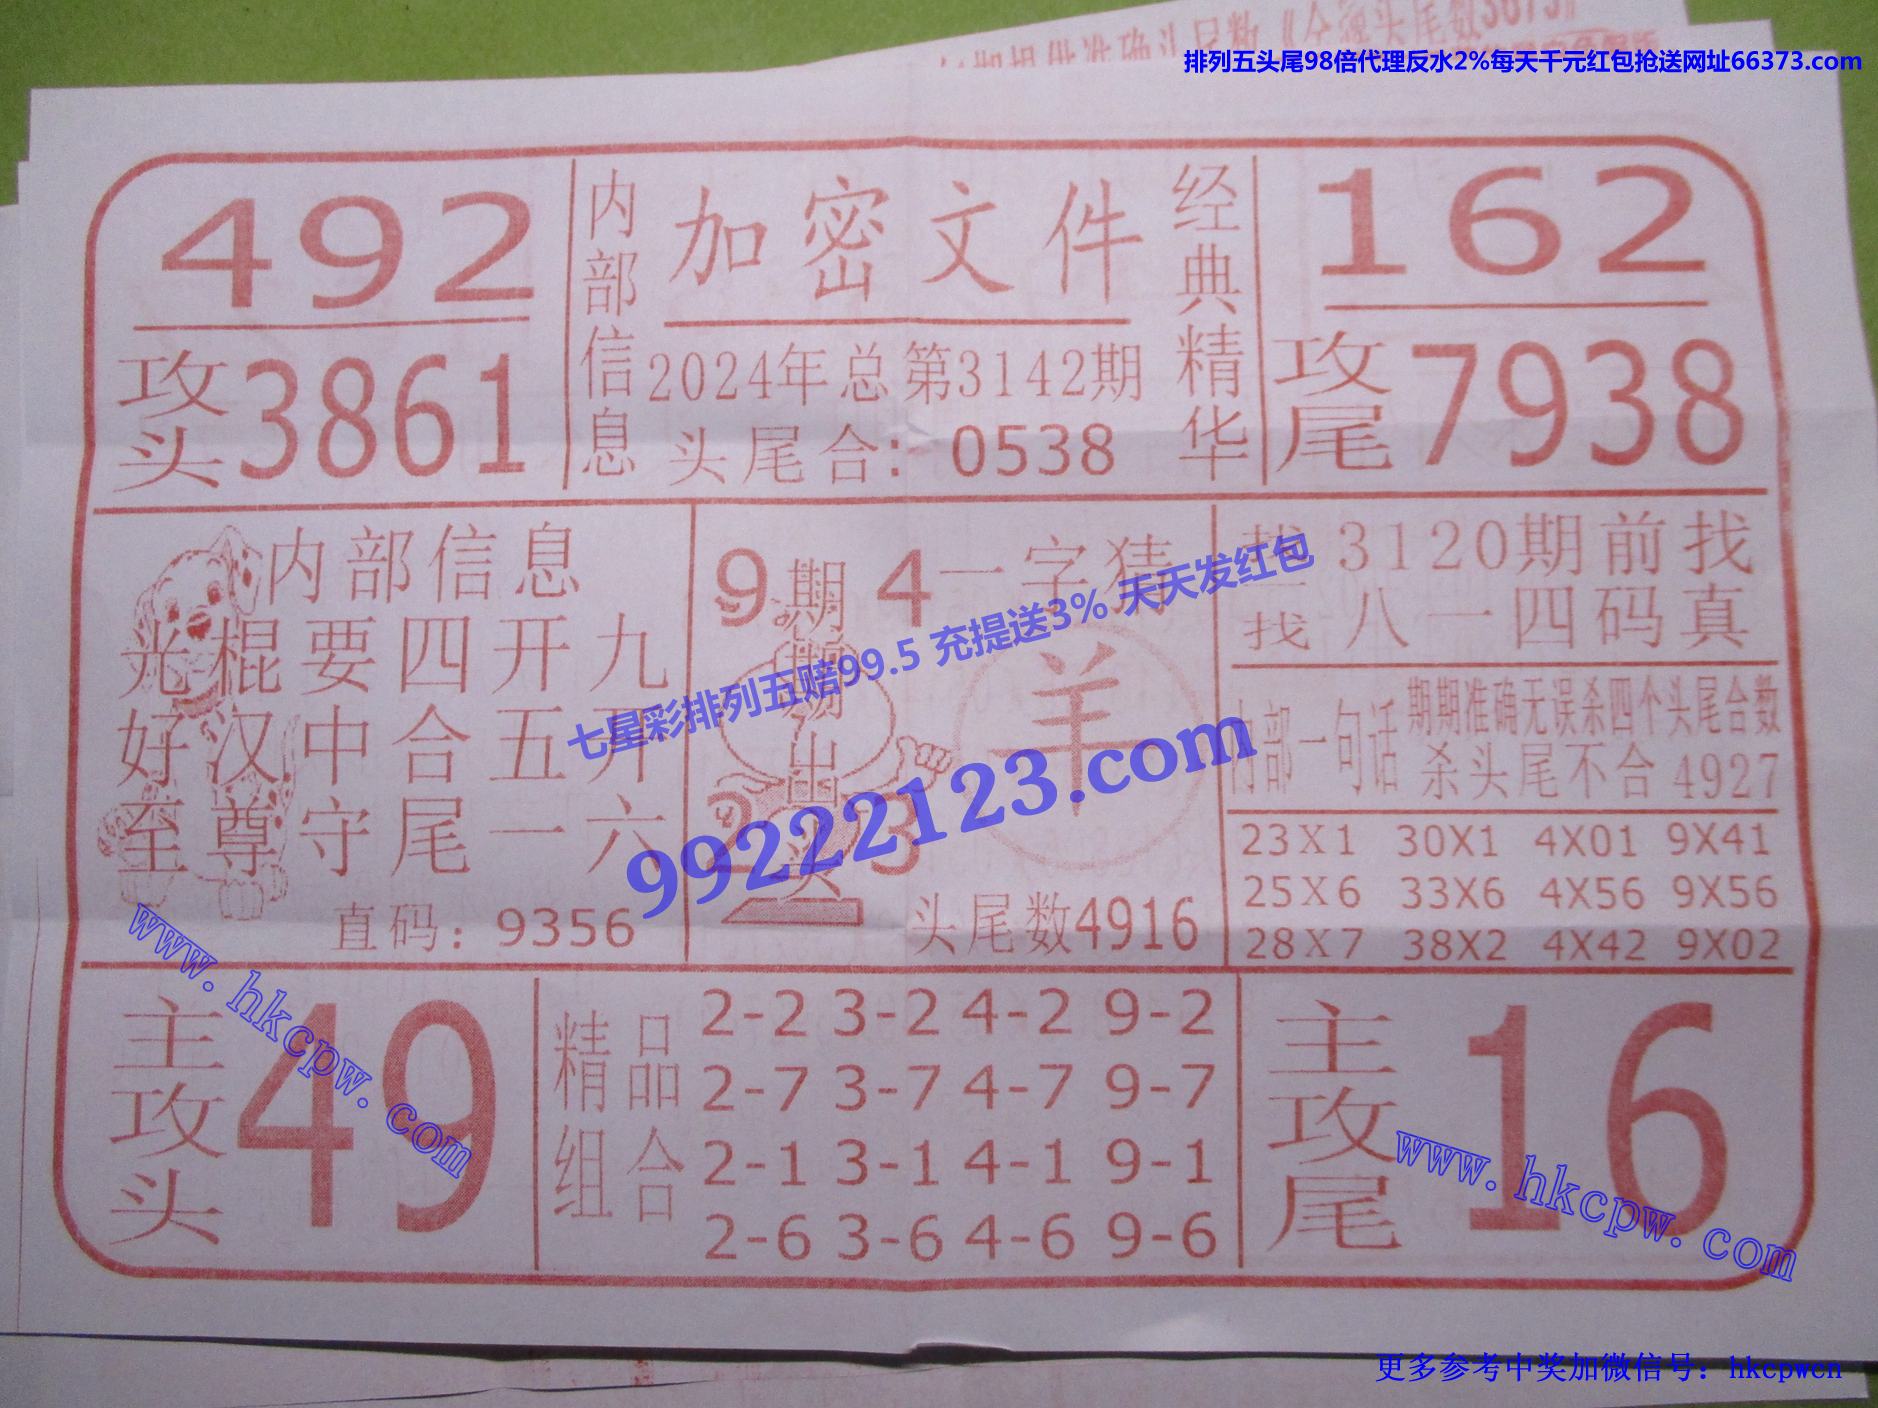 排列五头尾98倍代理反水2%每天千元红包抢送网址66373.com
492
攻头3861
内部信息
加密文件
2024年总第3142期
头尾合：0538
经典精华
162
攻尾7938
内部信息
光棍要四开九
好汉中合五开
至尊守尾一六
直码：9356
9 4
期期出火
2 3
一字猜
羊
头尾数4916
找一找
3120期前找
八一四码真
内部一句话
期期准确无误杀四个头尾合数
杀头尾不合4927
23X1 30X1 4X01 9X41
25X6 33X6 4X56 9X56
28X7 38X2 4X42 9X02
七星彩排列五赔99.5 充提送3% 天天发红包
99222123.com
主攻头49
精品组合
2-2 3-2 4-2 9-2
2-7 3-7 4-7 9-7
2-1 3-1 4-1 9-1
2-6 3-6 4-6 9-6
主攻尾16
www.hkcpw.com
www.hkcpw.com
更多参考中奖加微信号：hkcpwcn